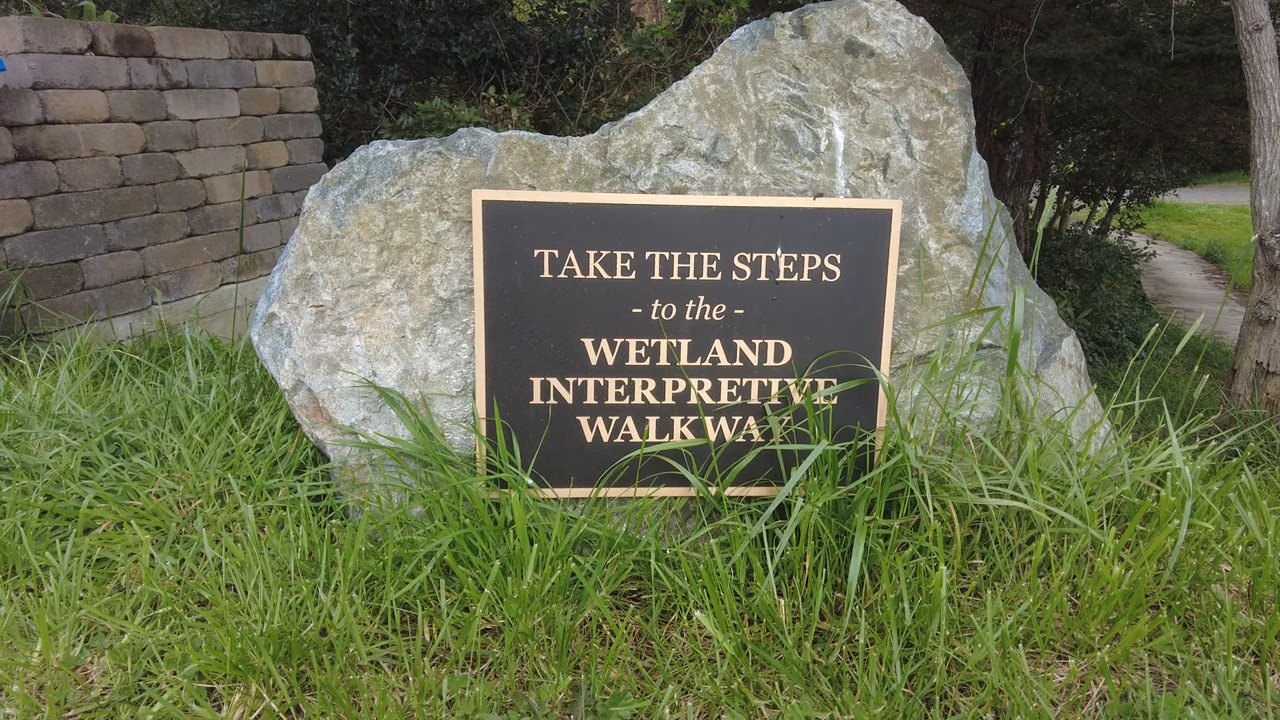 TAKE THE STEPS
- to the -
WETLAND
INTERPRETIVE
WALKWAY